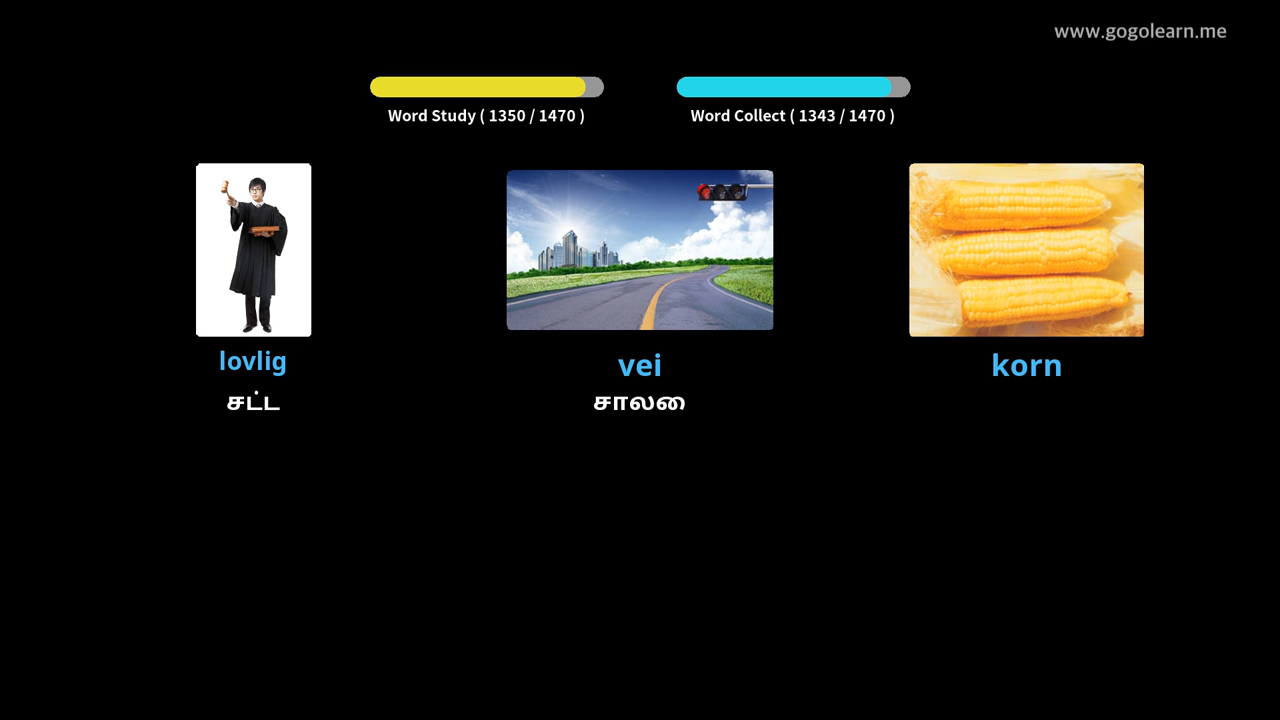 www.gogolearn.me
Word Study ( 1350 / 1470 )
Word Collect ( 1343 / 1470 )
lovlig
vei
korn
சட்ட
சாலை